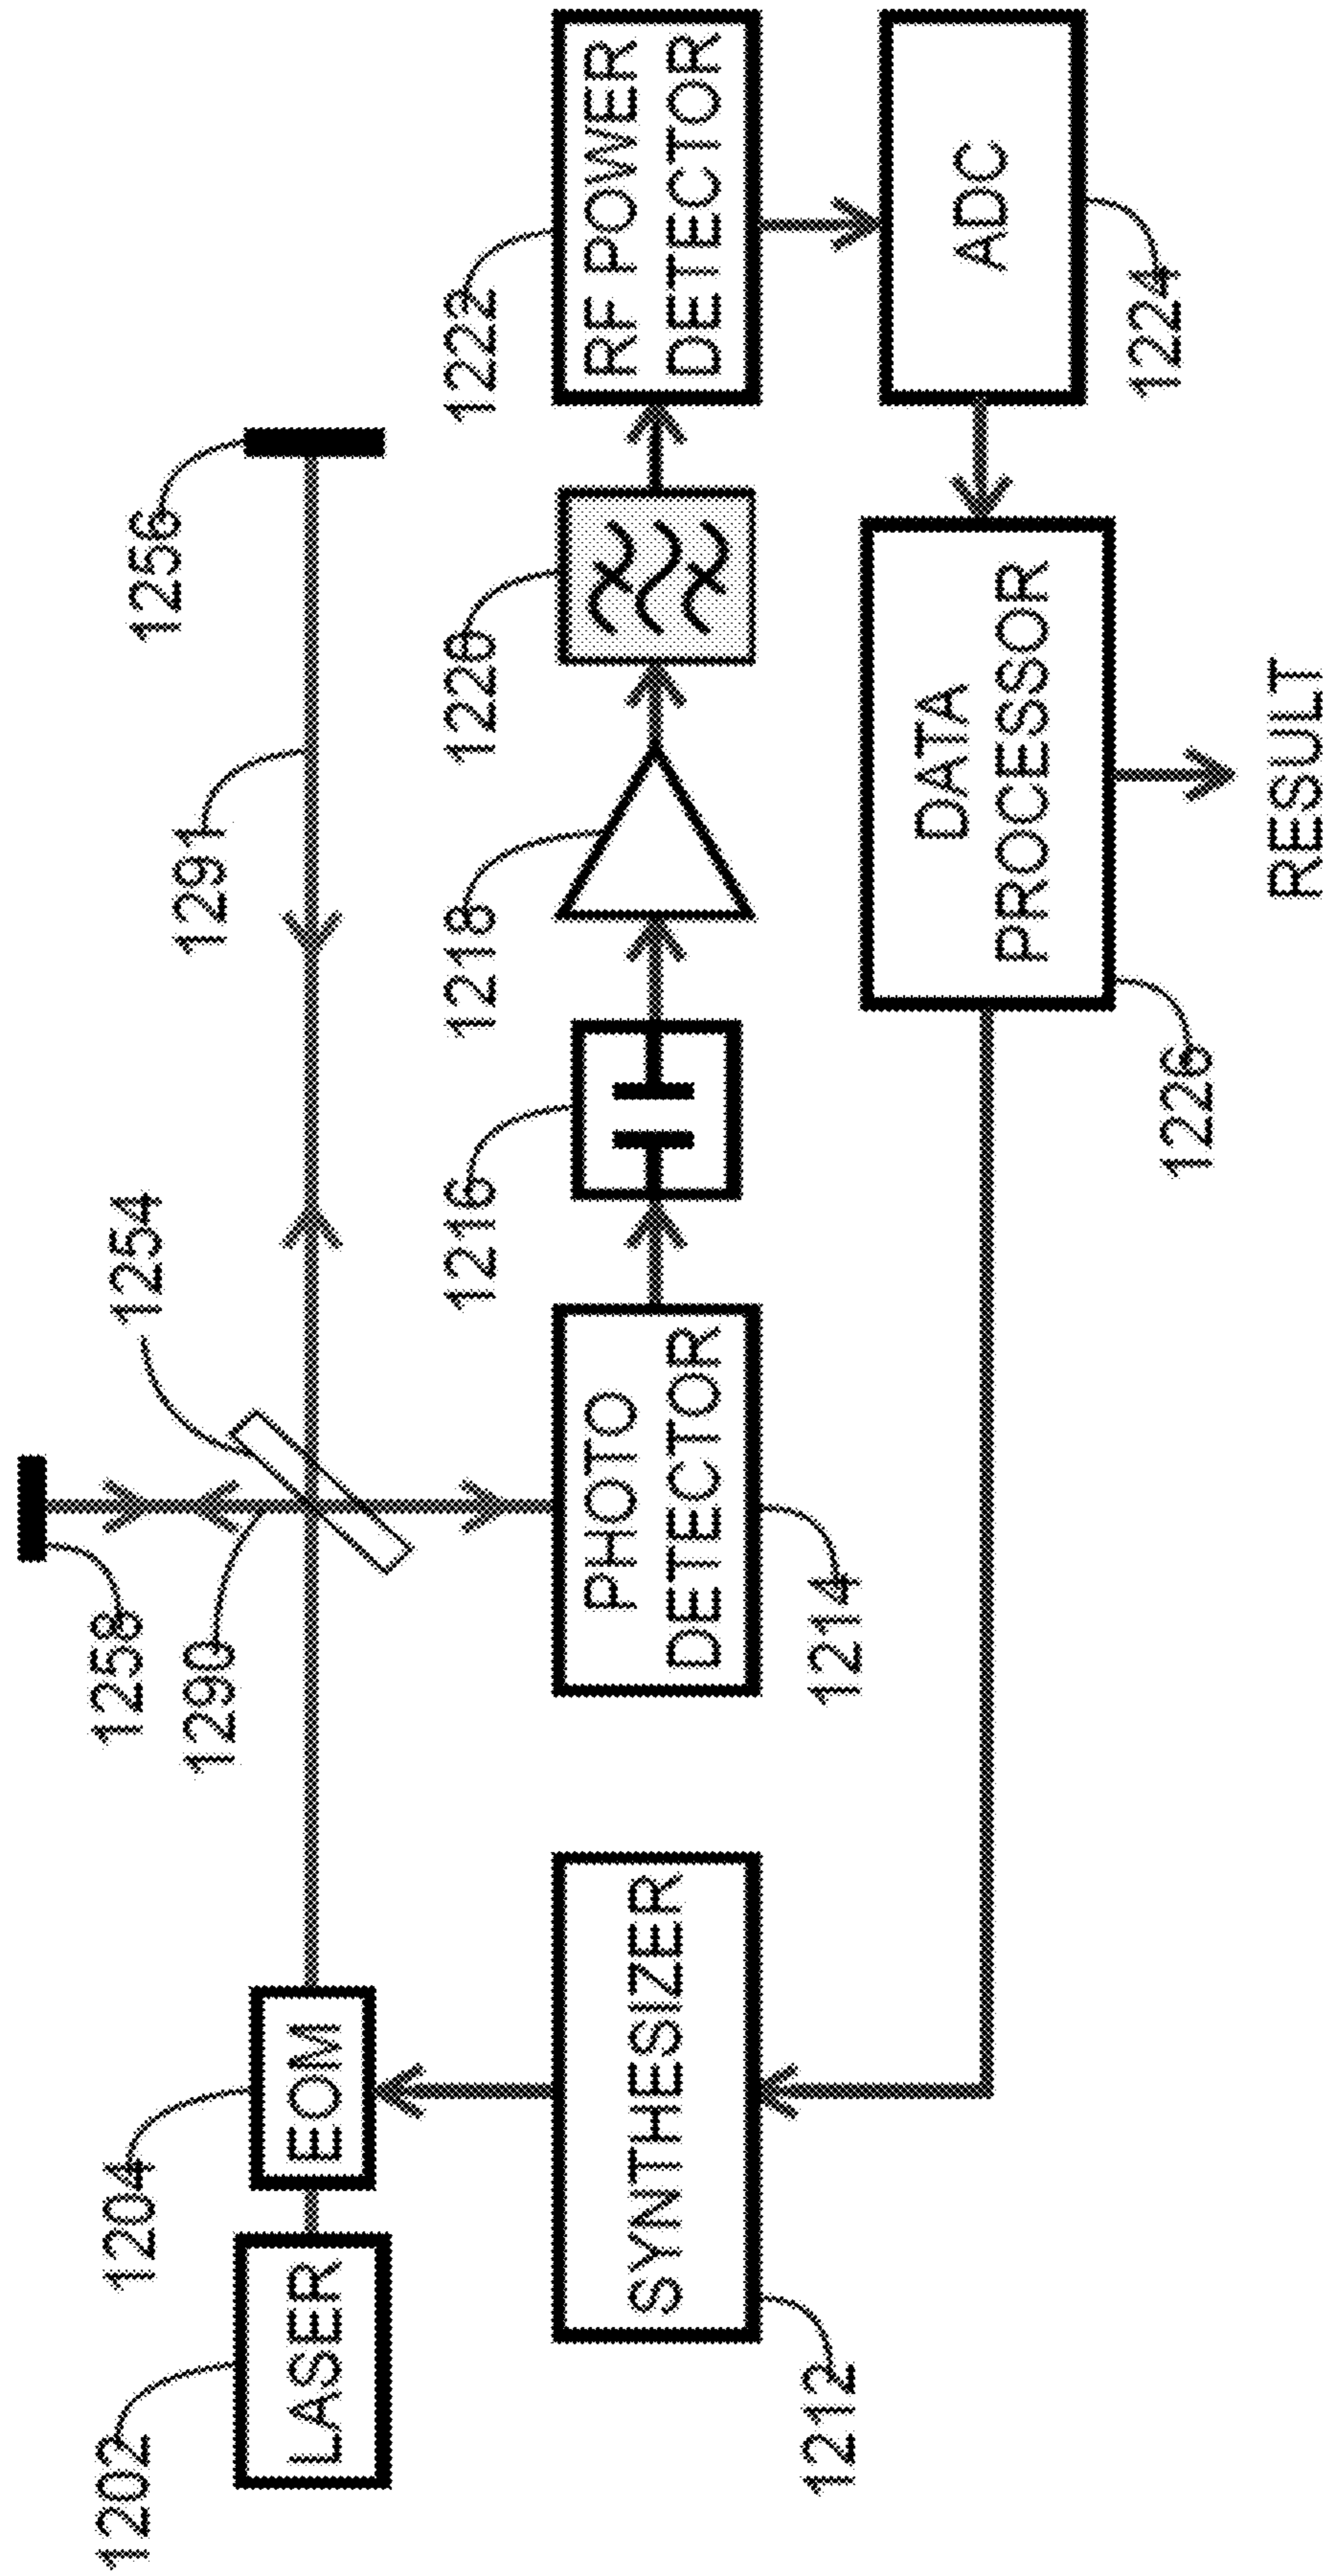 1258
1254
1256
1290
1291
1202
1204
LASER
EOM
1216
1218
1220
1222
SYNTHESIZER
PHOTO
DETECTOR
RF POWER
DETECTOR
1212
1214
DATA
PROCESSOR
ADC
1226
1224
RESULT